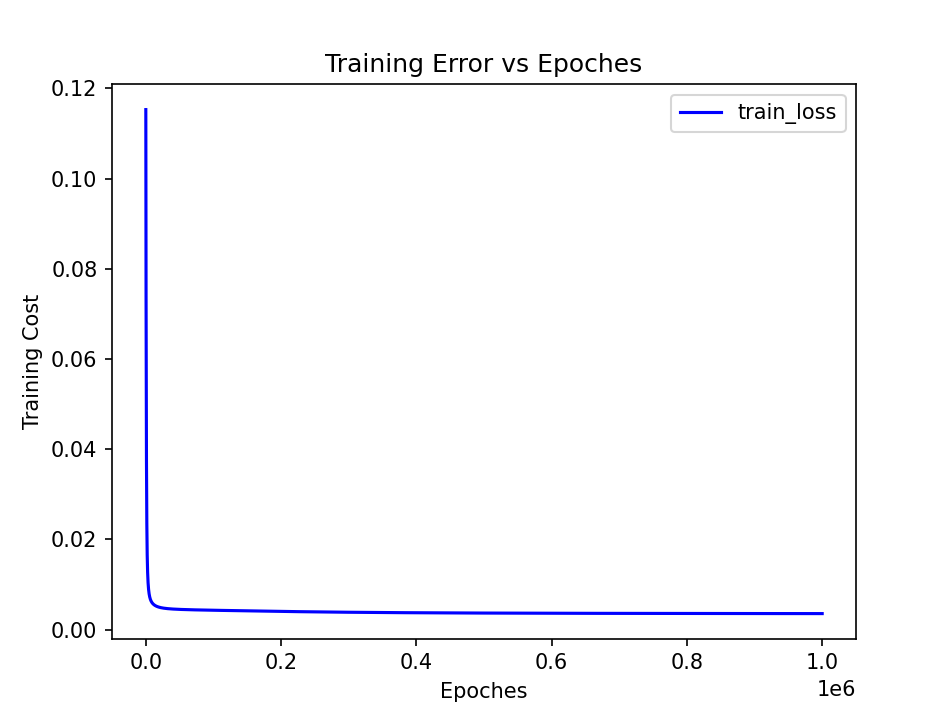 Training Error vs Epoches
train_loss
0.12
0.10
0.08
0.06
0.04
0.02
0.00
Training Cost
0.0 0.2 0.4 0.6 0.8 1.0
1e6
Epoches